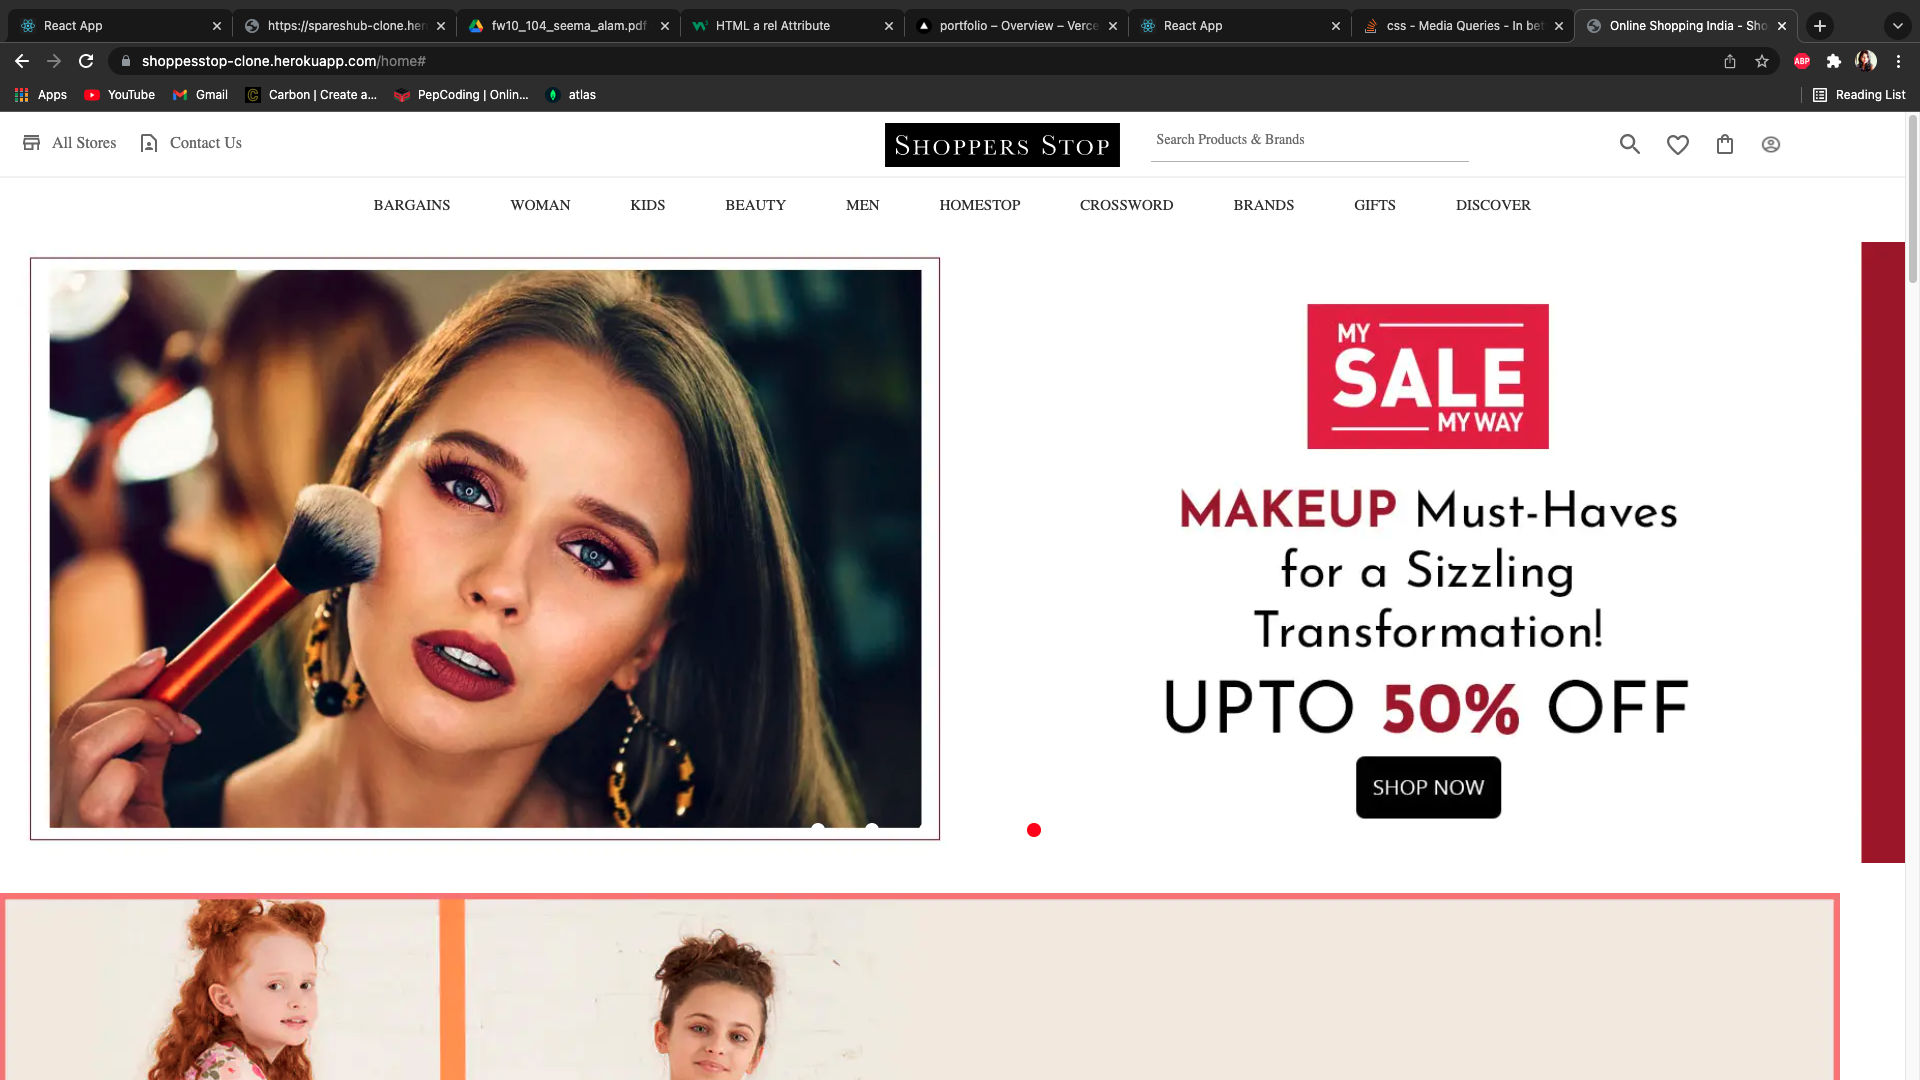 React App
https://spareshub-clone.her
fw10_104_seema_alam.pdf
HTML a rel Attribute
portfolio – Overview – Verce
React App
css - Media Queries - In bet
Online Shopping India - Sho
shoppesstop-clone.herokuapp.com/home#
ABP
Apps
YouTube
Gmail
Carbon | Create a...
PepCoding | Onlin...
atlas
Reading List
All Stores
Contact Us
SHOPPERS STOP
Search Products & Brands
BARGAINS
WOMAN
KIDS
BEAUTY
MEN
HOMESTOP
CROSSWORD
BRANDS
GIFTS
DISCOVER
MY
SALE
MY WAY
MAKEUP Must-Haves
for a Sizzling
Transformation!
UPTO 50% OFF
SHOP NOW